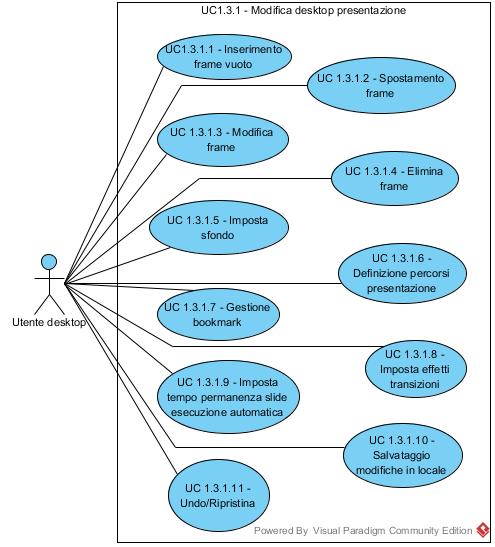 UC1.3.1 - Modifica desktop presentazione
UC1.3.1.1 - Inserimento
frame vuoto
UC 1.3.1.2 - Spostamento
frame
UC 1.3.1.3 - Modifica
frame
UC 1.3.1.4 - Elimina
frame
UC 1.3.1.5 - Imposta
sfondo
UC 1.3.1.6 -
Definizione percorsi
presentazione
Utente desktop
UC 1.3.1.7 - Gestione
bookmark
UC 1.3.1.8 -
Imposta effetti
transizioni
UC 1.3.1.9 - Imposta
tempo permanenza slide
esecuzione automatica
UC 1.3.1.10 -
Salvataggio
modifiche in locale
UC 1.3.1.11 -
Undo/Ripristina
Powered By Visual Paradigm Community Edition